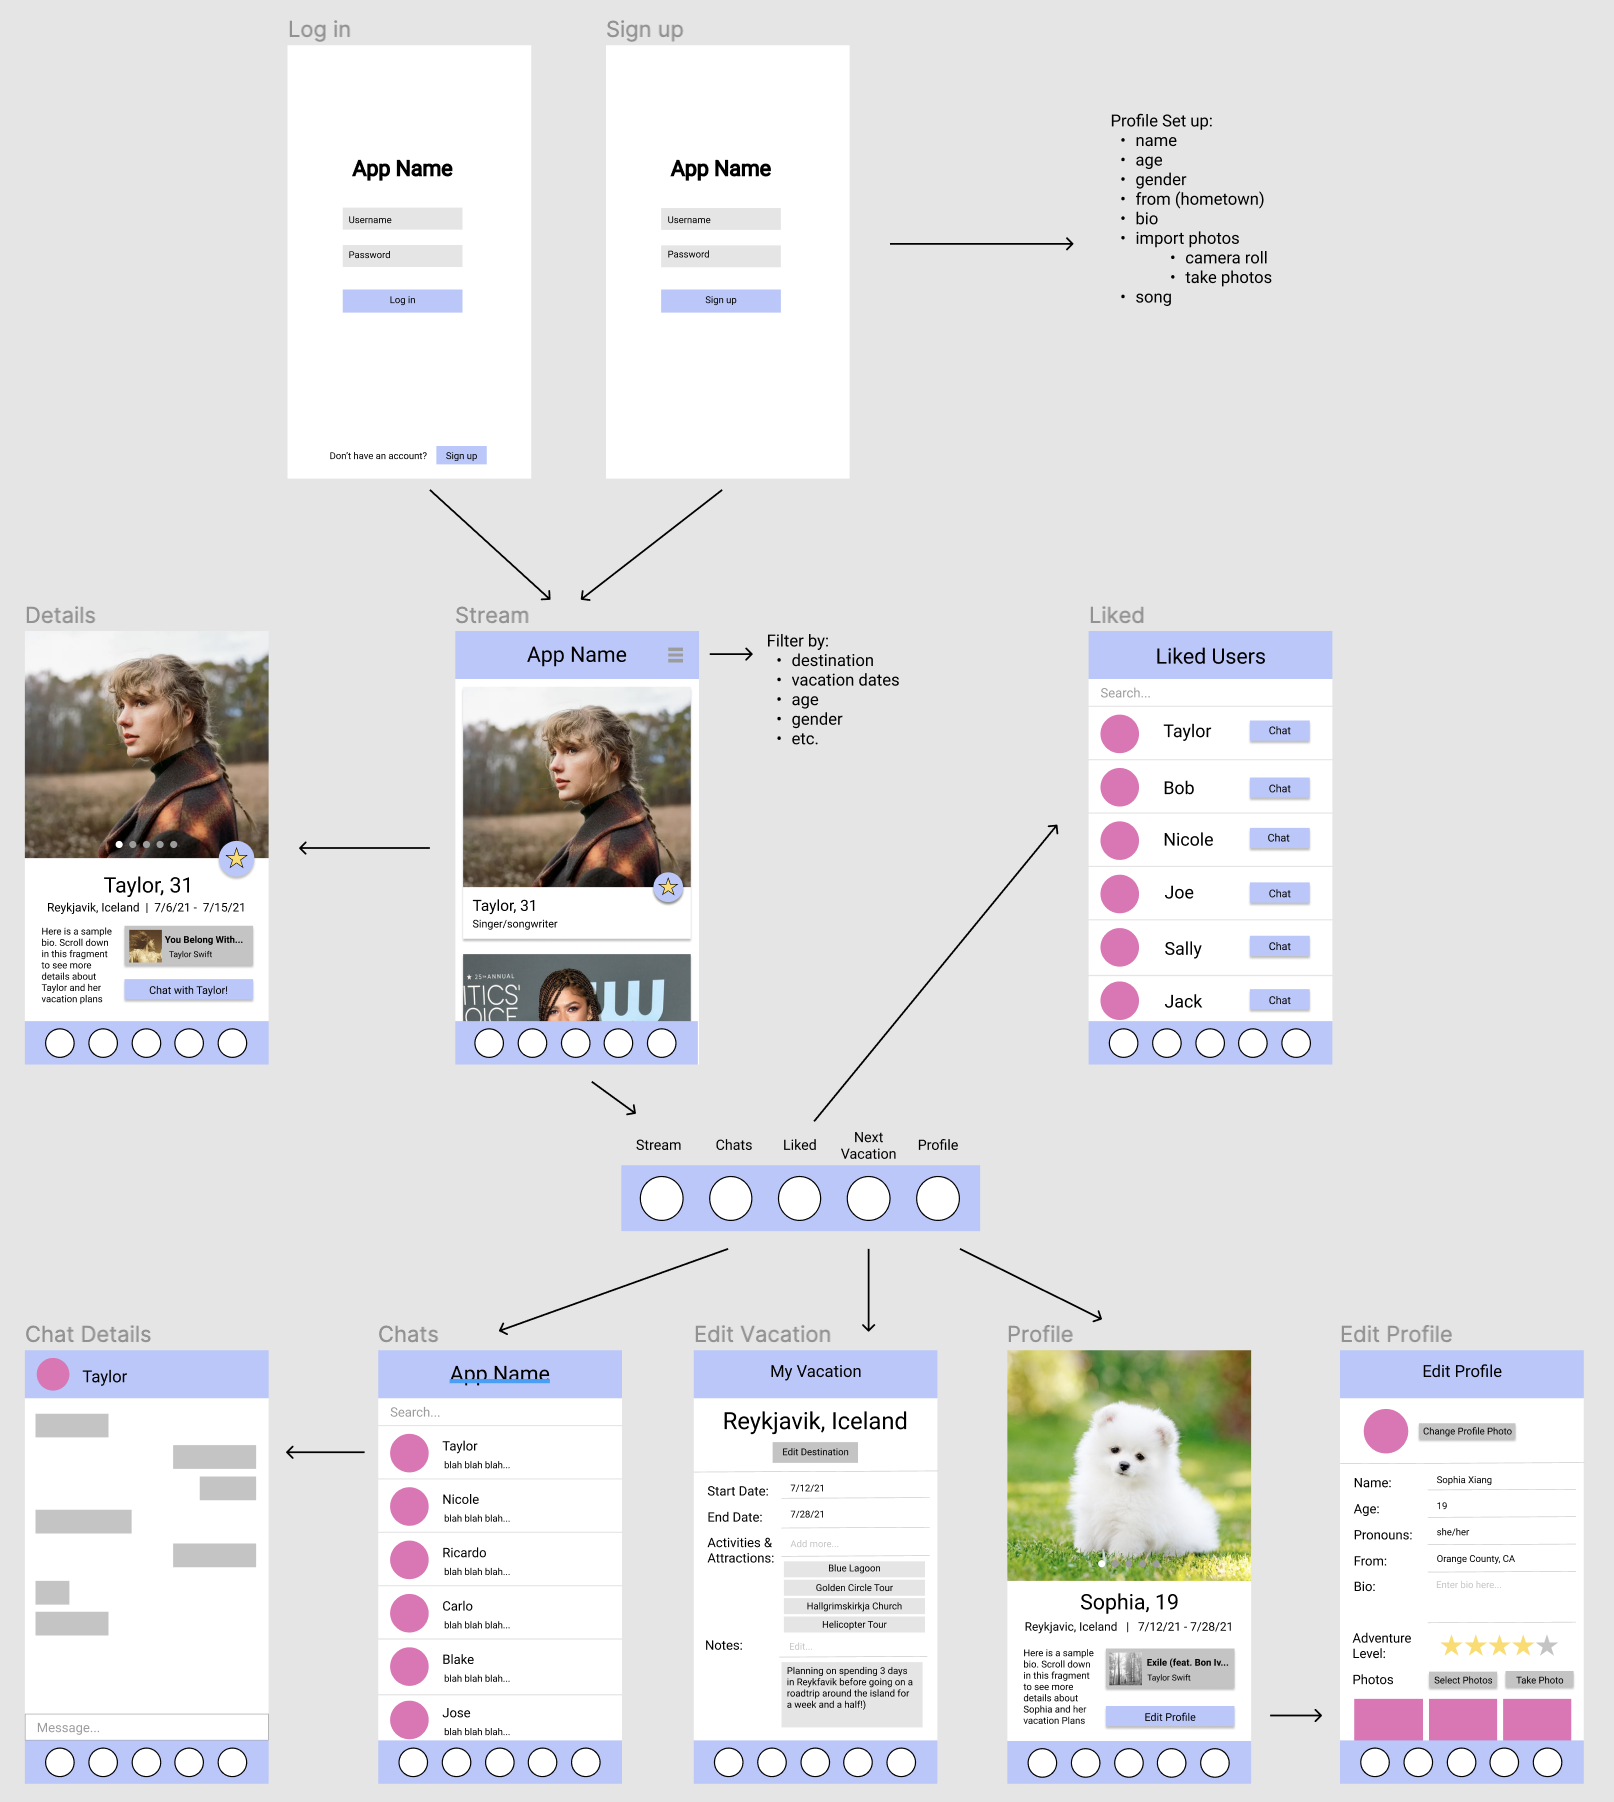 Log in
Sign up
App Name
Username
Password
Log in
Don't have an account?
Sign up
App Name
Username
Password
Sign up
Profile Set up:
• name
• age
• gender
• from (hometown)
• bio
• import photos
• camera roll
• take photos
• song
Details
Taylor, 31
Reykjavik, Iceland | 7/6/21 - 7/15/21
Here is a sample
bio. Scroll down
in this fragment
to see more
details about
Taylor and her
vacation plans
You Belong With...
Taylor Swift
Chat with Taylor!
Stream
App Name
Taylor, 31
Singer/songwriter
★ 25TH ANNUAL
ITICS'
OICE
W
Filter by:
• destination
• vacation dates
• age
• gender
• etc.
Liked
Liked Users
Search...
Taylor
Chat
Bob
Chat
Nicole
Chat
Joe
Chat
Sally
Chat
Jack
Chat
Stream
Chats
Liked
Next
Vacation
Profile
Chat Details
Taylor
Message...
Chats
App Name
Search...
Taylor
blah blah blah...
Nicole
blah blah blah...
Ricardo
blah blah blah...
Carlo
blah blah blah...
Blake
blah blah blah...
Jose
blah blah blah...
Edit Vacation
My Vacation
Reykjavik, Iceland
Edit Destination
Start Date:
7/12/21
End Date:
7/28/21
Activities &
Attractions:
Add more...
Blue Lagoon
Golden Circle Tour
Hallgrimskirkja Church
Helicopter Tour
Notes:
Edit...
Planning on spending 3 days
in Reykfavik before going on a
roadtrip around the island for
a week and a half!)
Profile
Sophia, 19
Reykjavic, Iceland | 7/12/21 - 7/28/21
Here is a sample
bio. Scroll down
in this fragment
to see more
details about
Sophia and her
vacation Plans
Exile (feat. Bon Iv...
Taylor Swift
Edit Profile
Edit Profile
Edit Profile
Change Profile Photo
Name:
Sophia Xiang
Age:
19
Pronouns:
she/her
From:
Orange County, CA
Bio:
Enter bio here...
Adventure
Level:
Photos
Select Photos
Take Photo